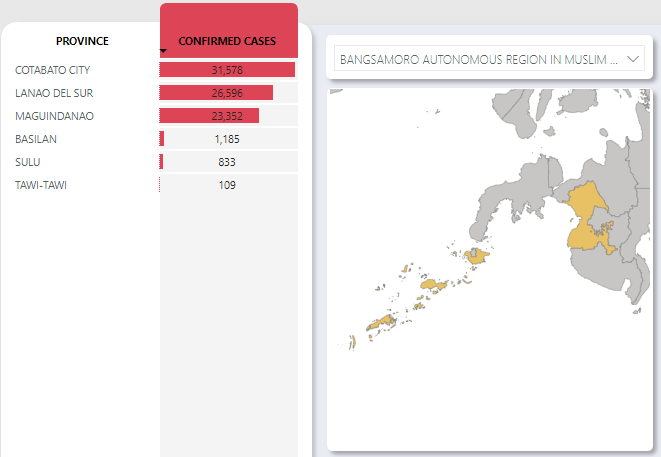 PROVINCE CONFIRMED CASES
COTABATO CITY 31,578
LANAO DEL SUR 26,596
MAGUINDANAO 23,352
BASILAN 1,185
SULU 833
TAWI-TAWI 109
BANGSAMORO AUTONOMOUS REGION IN MUSLIM ...